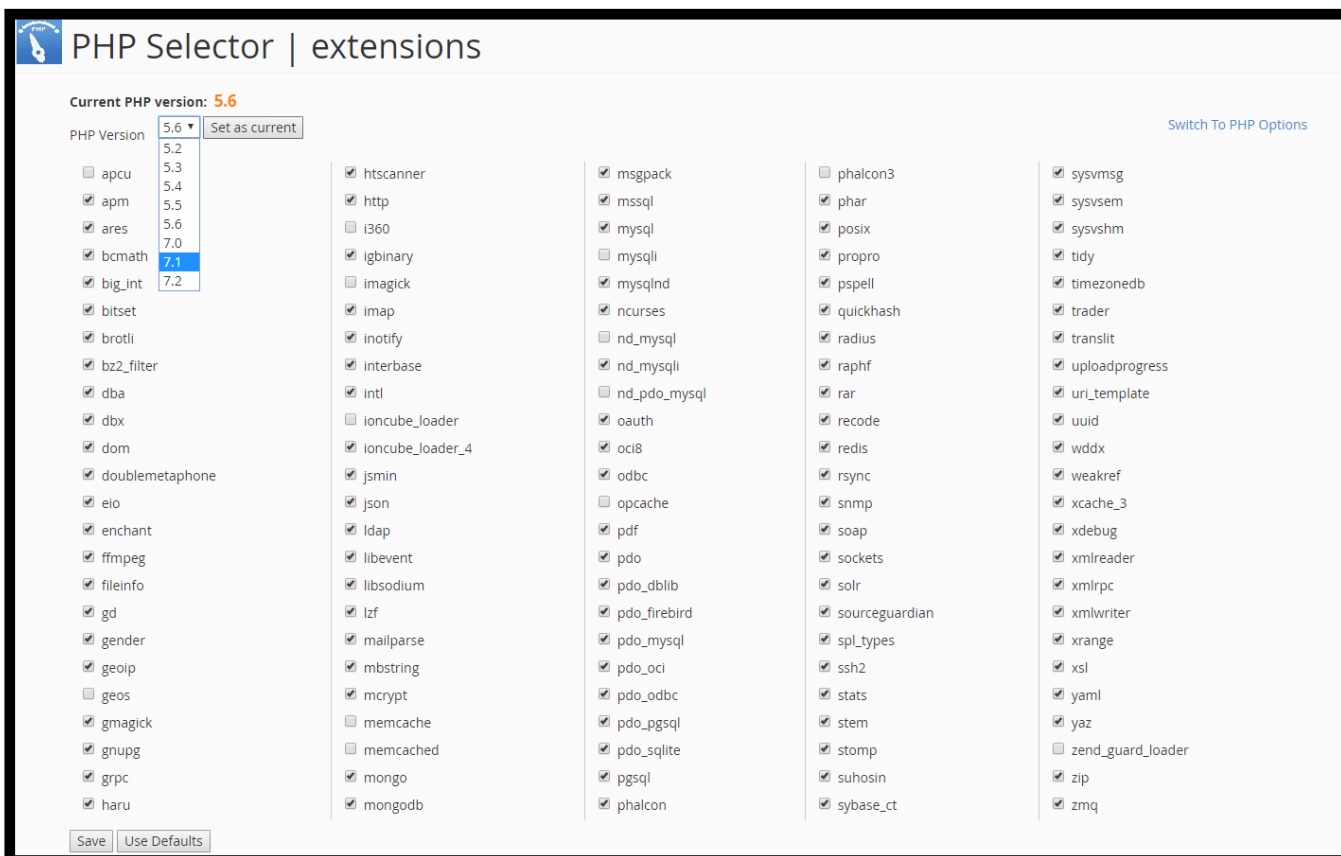 PHP
PHP Selector | extensions
Current PHP version: 5.6
PHP Version 5.6 Set as current
Switch To PHP Options
5.2
5.3
5.4
5.5
5.6
7.0
7.1
7.2
apcu
apm
ares
bcmath
big_int
bitset
brotli
bz2_filter
dba
dbx
dom
doublemetaphone
eio
enchant
ffmpeg
fileinfo
gd
gender
geoip
geos
gmagick
gnupg
grpc
haru
htscanner
http
i360
igbinary
imagick
imap
inotify
interbase
intl
ioncube_loader
ioncube_loader_4
jsmin
json
ldap
libevent
libsodium
lzf
mailparse
mbstring
mcrypt
memcache
memcached
mongo
mongodb
msgpack
mssql
mysql
mysqli
mysqlnd
ncurses
nd_mysql
nd_mysqli
nd_pdo_mysql
oauth
oci8
odbc
opcache
pdf
pdo
pdo_dblib
pdo_firebird
pdo_mysql
pdo_oci
pdo_odbc
pdo_pgsql
pdo_sqlite
pgsql
phalcon
phalcon3
phar
posix
propro
pspell
quickhash
radius
raphf
rar
recode
redis
rsync
snmp
soap
sockets
solr
sourceguardian
spl_types
ssh2
stats
stem
stomp
suhosin
sybase_ct
sysvmsg
sysvsem
sysvshm
tidy
timezonedb
trader
translit
uploadprogress
uri_template
uuid
wddx
weakref
xcache_3
xdebug
xmlreader
xmlrpc
xmlwriter
xrange
xsl
yaml
yaz
zend_guard_loader
zip
zmq
Save Use Defaults